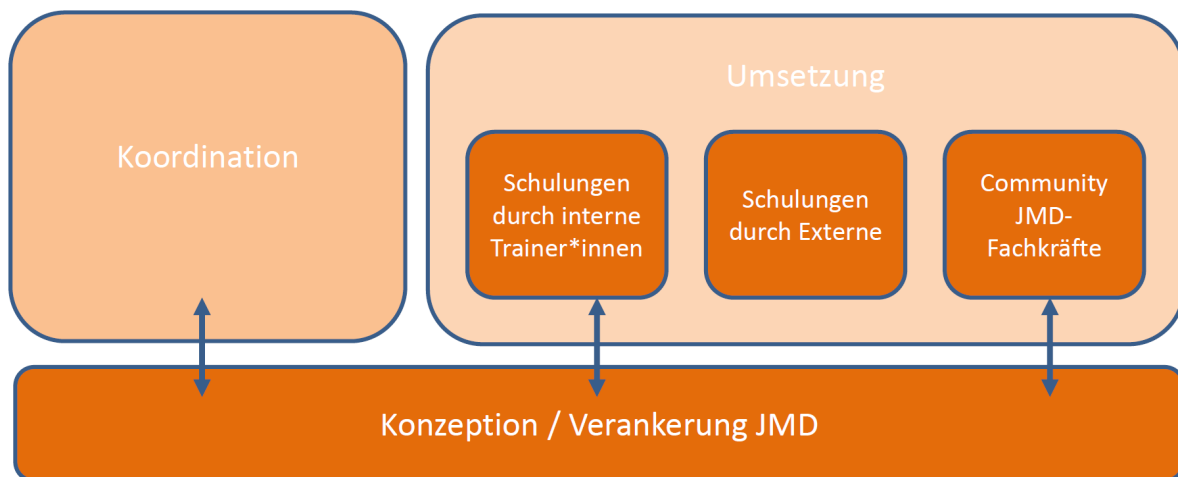 Koordination
Umsetzung
Schulungen
durch interne
Trainer*innen
Schulungen
durch Externe
Community
JMD-
Fachkräfte
Konzeption / Verankerung JMD